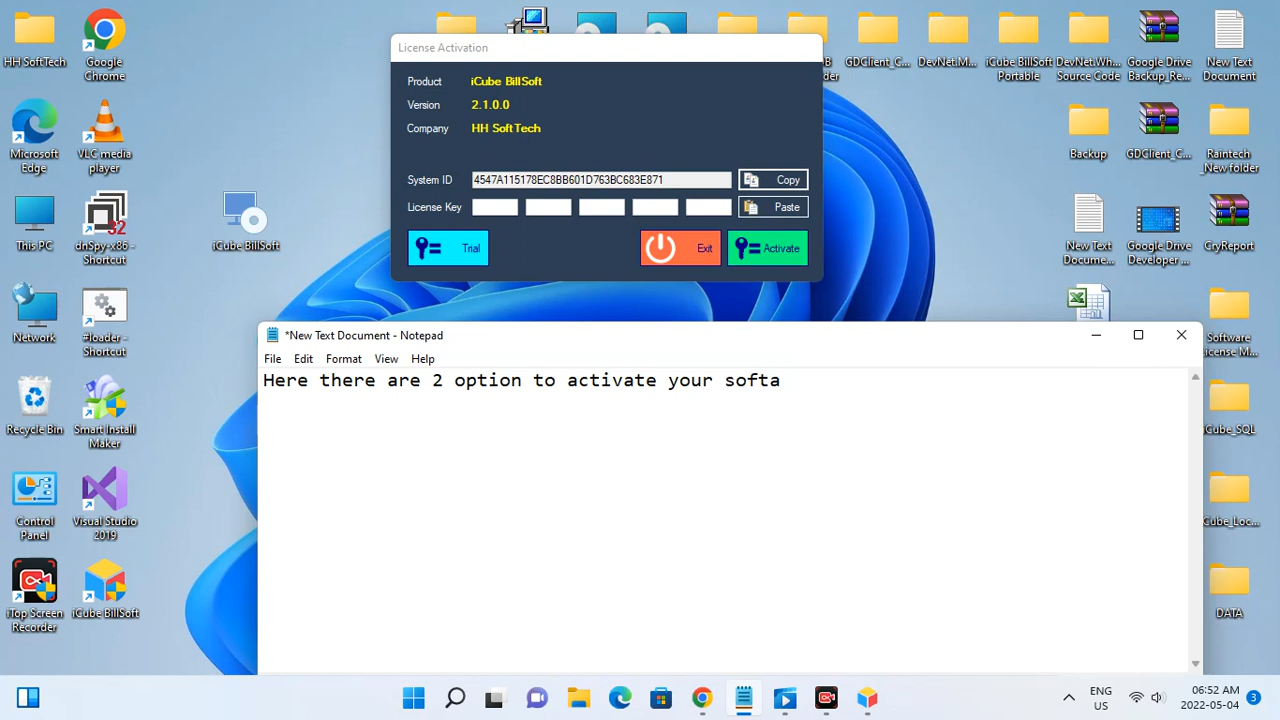 HH SoftTech
Google Chrome
Microsoft Edge
VLC media player
This PC
dnSpy-x86 - Shortcut
iCube BillSoft
Network
#loader - Shortcut
Recycle Bin
Smart Install Maker
Control Panel
Visual Studio 2019
iTop Screen Recorder
iCube BillSoft
License Activation
Product iCube BillSoft
Version 2.1.0.0
Company HH SoftTech
System ID 4547A115178EC8BB601D763BC683E871 Copy
License Key Paste
Trial Exit Activate
GDClient_C...
DevNet.M...
iCube BillSoft Portable
DevNet.Wh... Source Code
Google Drive Backup_Re...
New Text Document
Backup
GDClient_C...
Raintech _New folder
New Text Docume...
Google Drive Developer ...
CryReport
Software License M...
DATA
*New Text Document - Notepad
File Edit Format View Help
Here there are 2 option to activate your softa
ENG
US
06:52 AM
2022-05-04
3